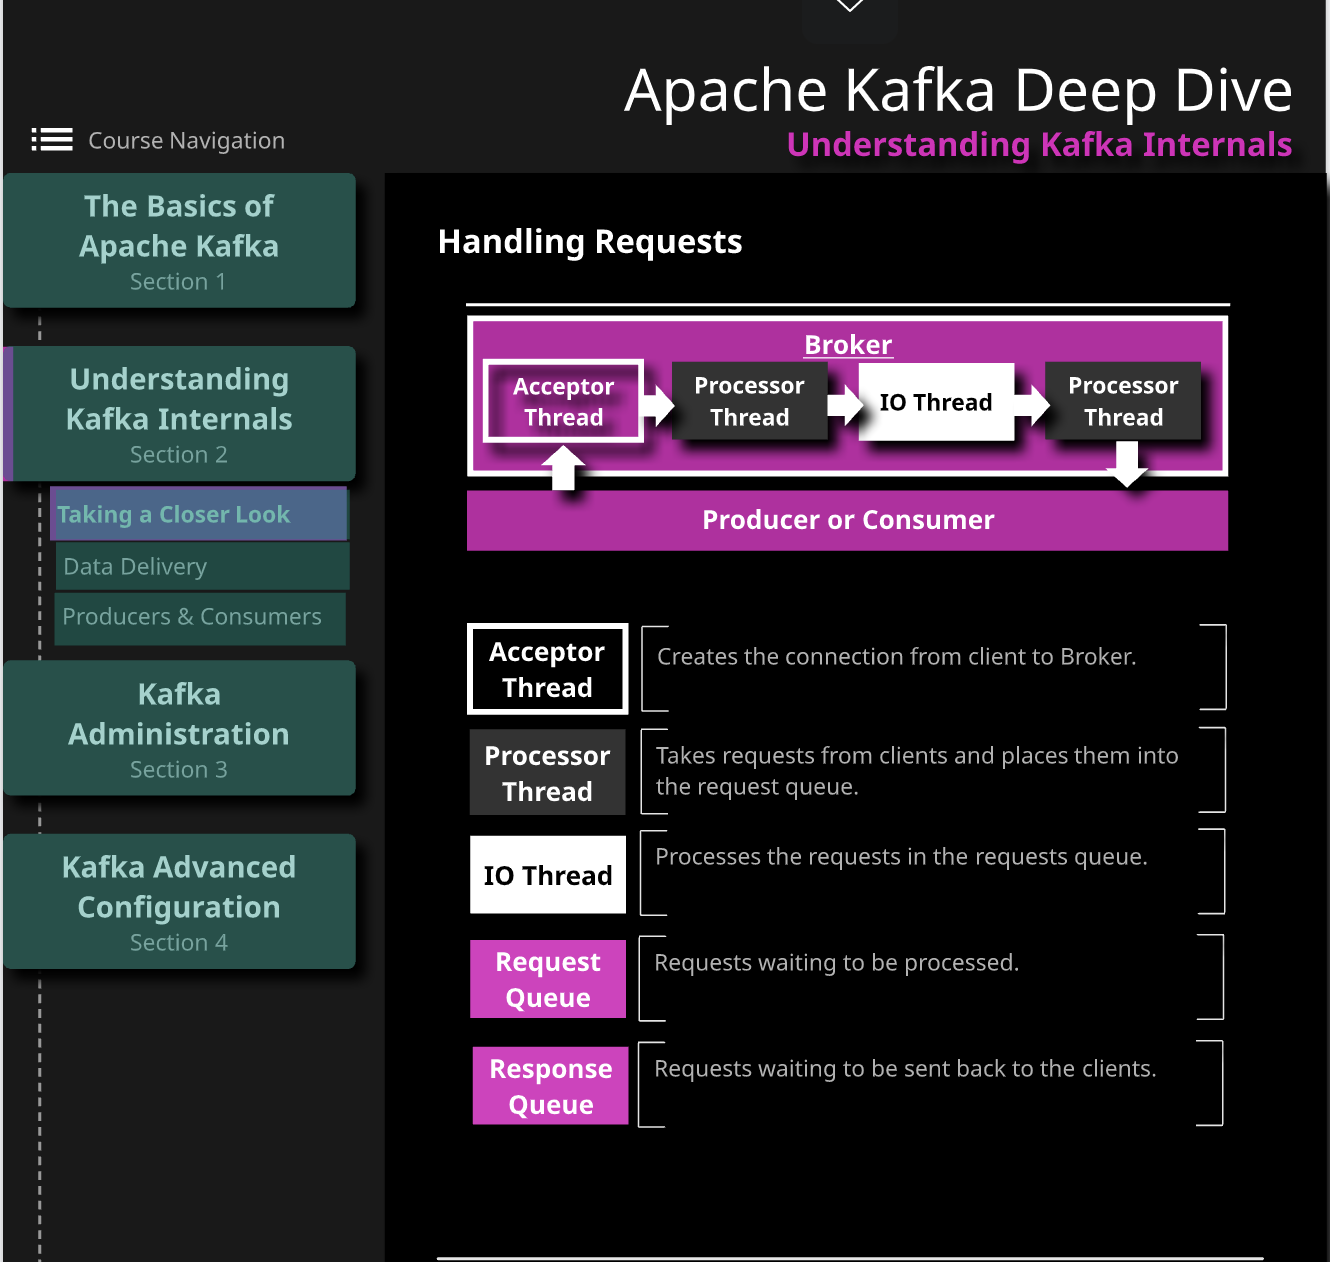 Apache Kafka Deep Dive
Understanding Kafka Internals
Course Navigation
The Basics of
Apache Kafka
Section 1
Understanding
Kafka Internals
Section 2
Taking a Closer Look
Data Delivery
Producers & Consumers
Kafka
Administration
Section 3
Kafka Advanced
Configuration
Section 4
Handling Requests
Broker
Acceptor
Thread
Processor
Thread
IO Thread
Processor
Thread
Producer or Consumer
Acceptor
Thread
Creates the connection from client to Broker.
Processor
Thread
Takes requests from clients and places them into
the request queue.
IO Thread
Processes the requests in the requests queue.
Request
Queue
Requests waiting to be processed.
Response
Queue
Requests waiting to be sent back to the clients.